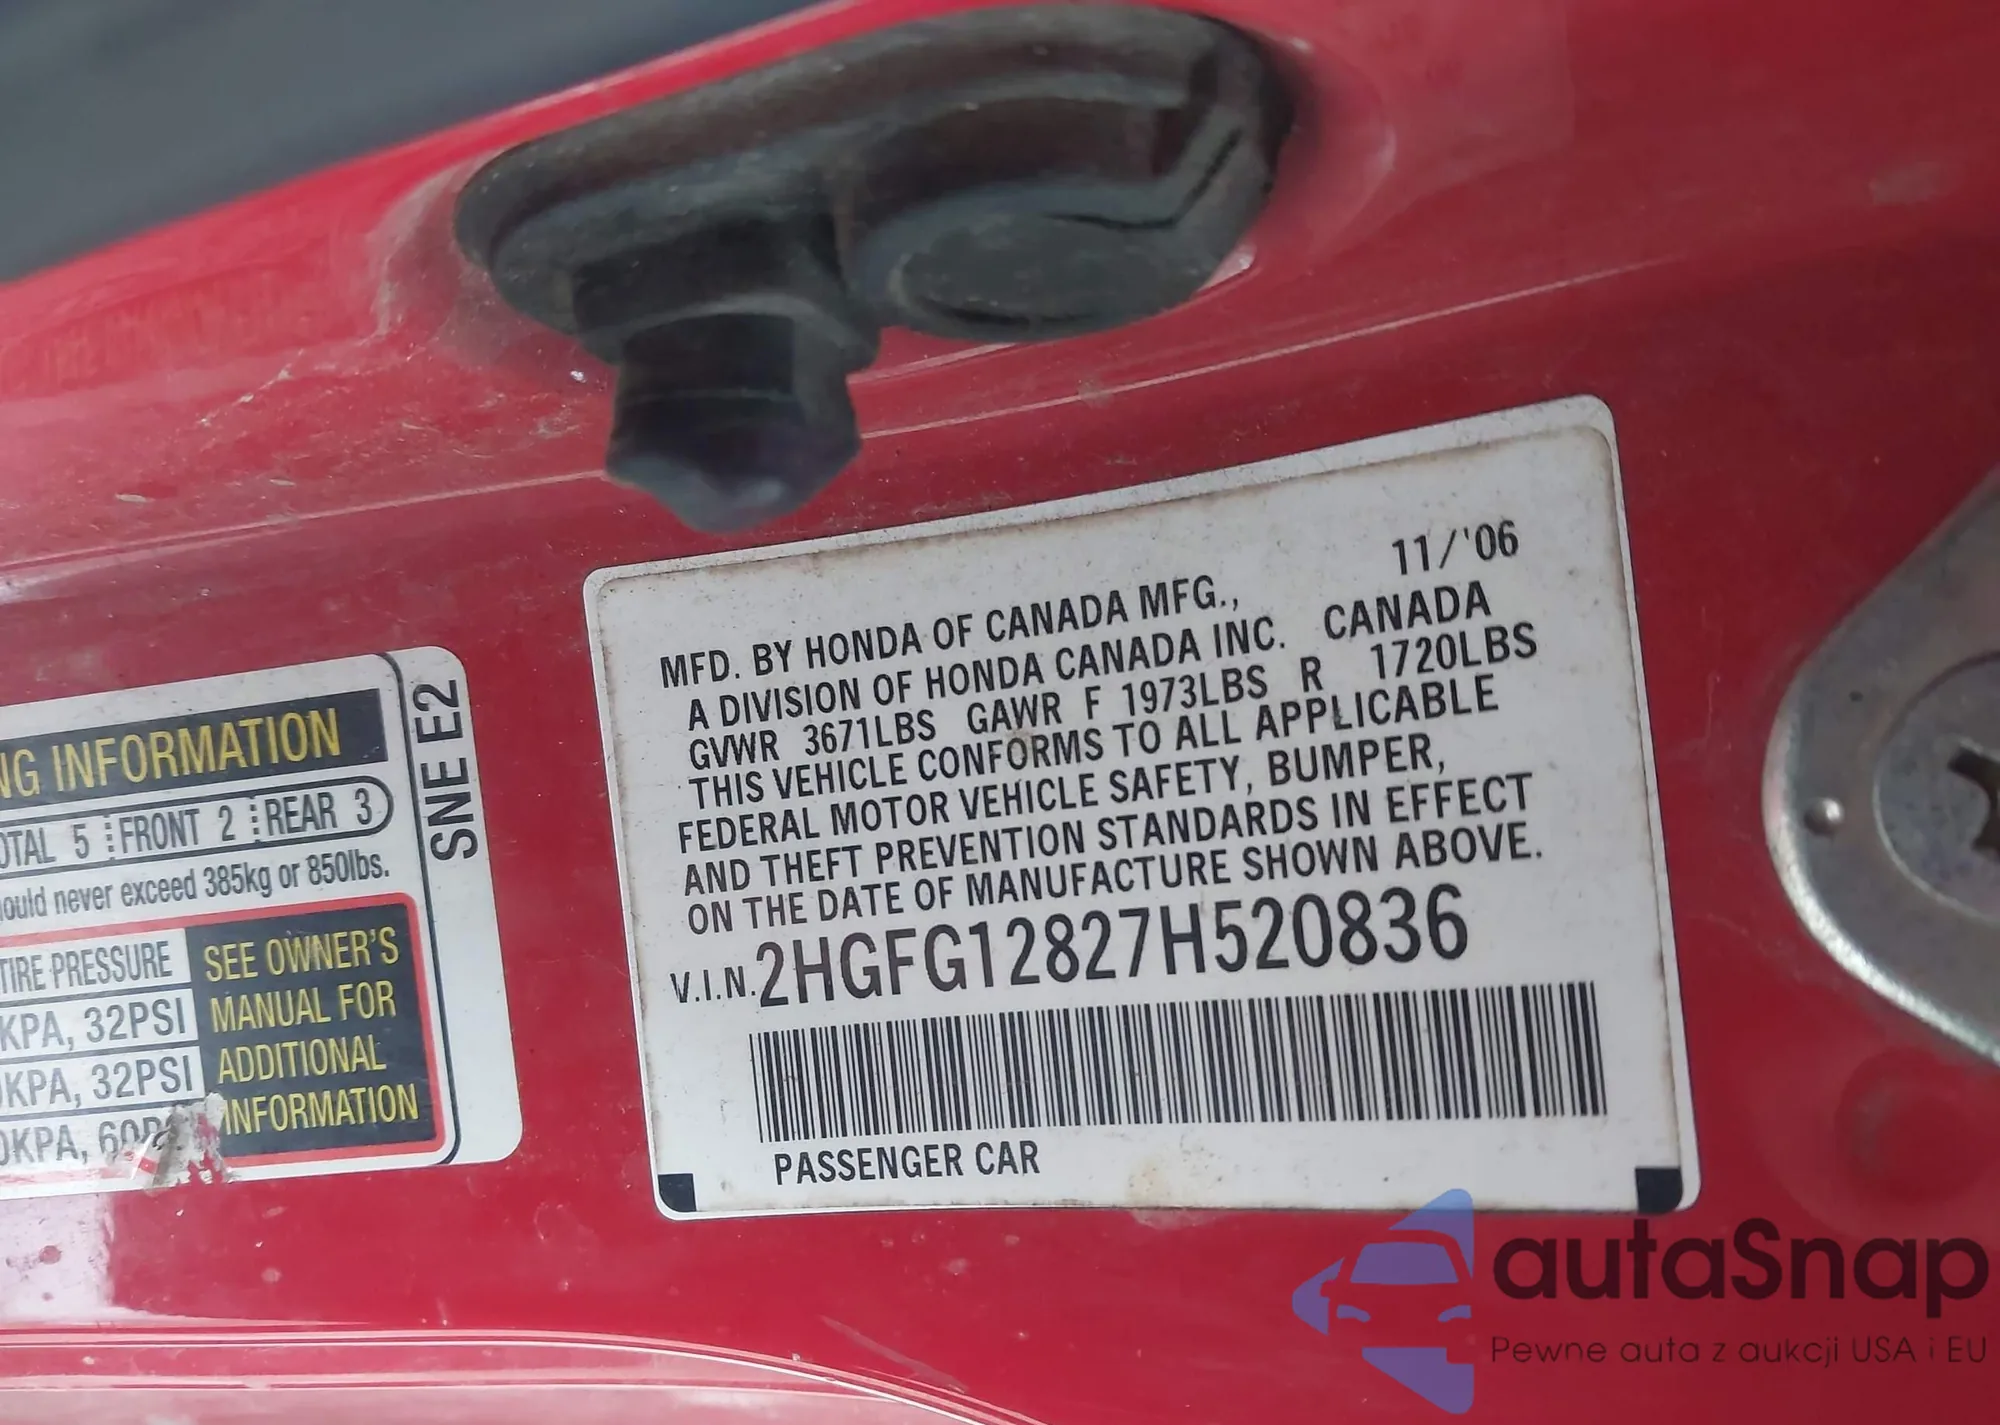 11/'06
MFD. BY HONDA OF CANADA MFG.,
A DIVISION OF HONDA CANADA INC. CANADA
GVWR 3671LBS GAWR F 1973LBS R 1720LBS
THIS VEHICLE CONFORMS TO ALL APPLICABLE
FEDERAL MOTOR VEHICLE SAFETY, BUMPER,
AND THEFT PREVENTION STANDARDS IN EFFECT
ON THE DATE OF MANUFACTURE SHOWN ABOVE.
V.I.N. 2HGFG12827H520836
PASSENGER CAR
INFORMATION
5 FRONT 2 REAR 3
never exceed 385kg or 850lbs.
TIRE PRESSURE
KPA, 32PSI
KPA, 32PSI
KPA,
SEE OWNER'S
MANUAL FOR
ADDITIONAL
INFORMATION
SNE E2
autaSnap
Pewne auta z aukcji USA i EU